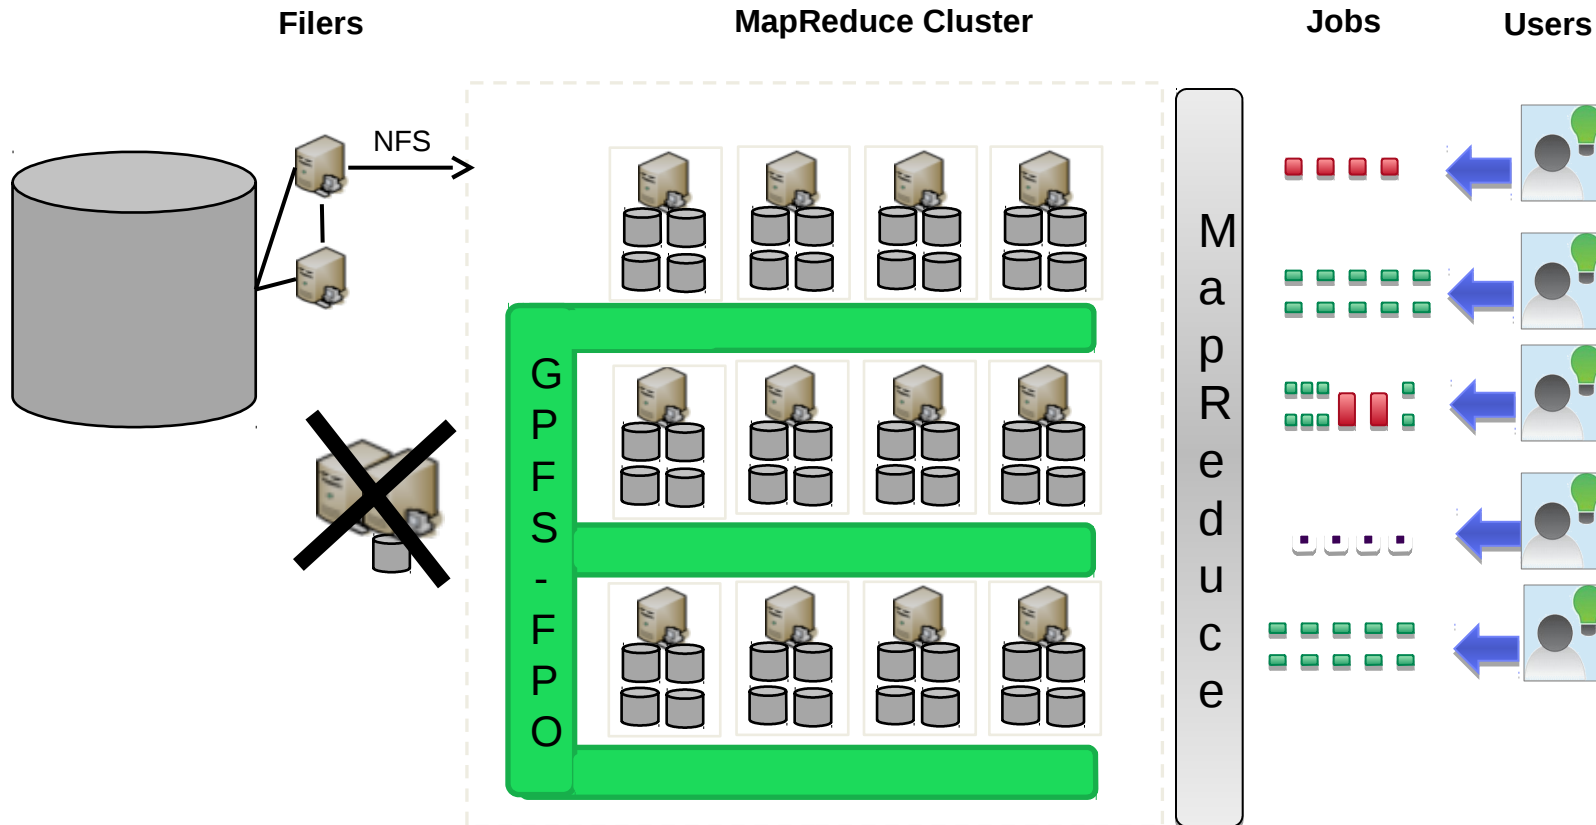 Filers
MapReduce Cluster
Jobs
Users
NFS
GPFS-FPO
MapReduce